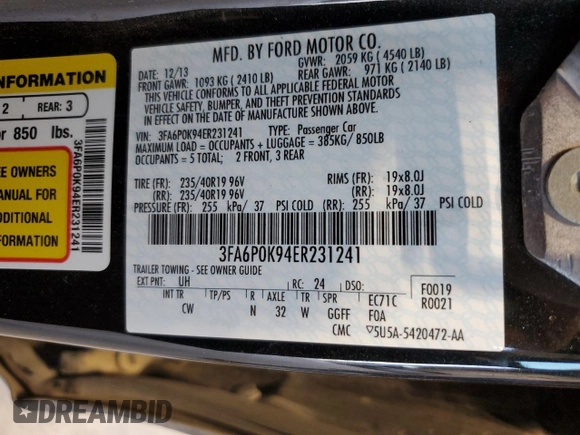 INFORMATION
2 REAR: 3
or 850 lbs.
EE OWNERS
MANUAL FOR
ADDITIONAL
INFORMATION
3FA6P0K94ER231241
MFD. BY FORD MOTOR CO.
DATE: 12/13 GVWR: 2059 KG ( 4540 LB)
FRONT GAWR: 1093 KG ( 2410 LB) REAR GAWR: 971 KG ( 2140 LB)
THIS VEHICLE CONFORMS TO ALL APPLICABLE FEDERAL MOTOR
VEHICLE SAFETY, BUMPER, AND THEFT PREVENTION STANDARDS
IN EFFECT ON THE DATE OF MANUFACTURE SHOWN ABOVE.
VIN: 3FA6P0K94ER231241 TYPE: Passenger Car
MAXIMUM LOAD = OCCUPANTS + LUGGAGE = 385KG/ 850LB
OCCUPANTS = 5 TOTAL; 2 FRONT, 3 REAR
TIRE (FR): 235/40R19 96V RIMS (FR): 19x8.0J
(RR): 235/40R19 96V (RR): 19x8.0J
PRESSURE (FR): 255 kPa/ 37 PSI COLD (RR): 255 kPa/ 37 PSI COLD
3FA6P0K94ER231241
TRAILER TOWING - SEE OWNER GUIDE
EXT PNT: UH RC: 24 DSO: F0019
R0021
INT TR TP/PS R AXLE TR SPR EC71C
CW N 32 W GGFF F0A
CMC 5U5A-5420472-AA
DREAMBID